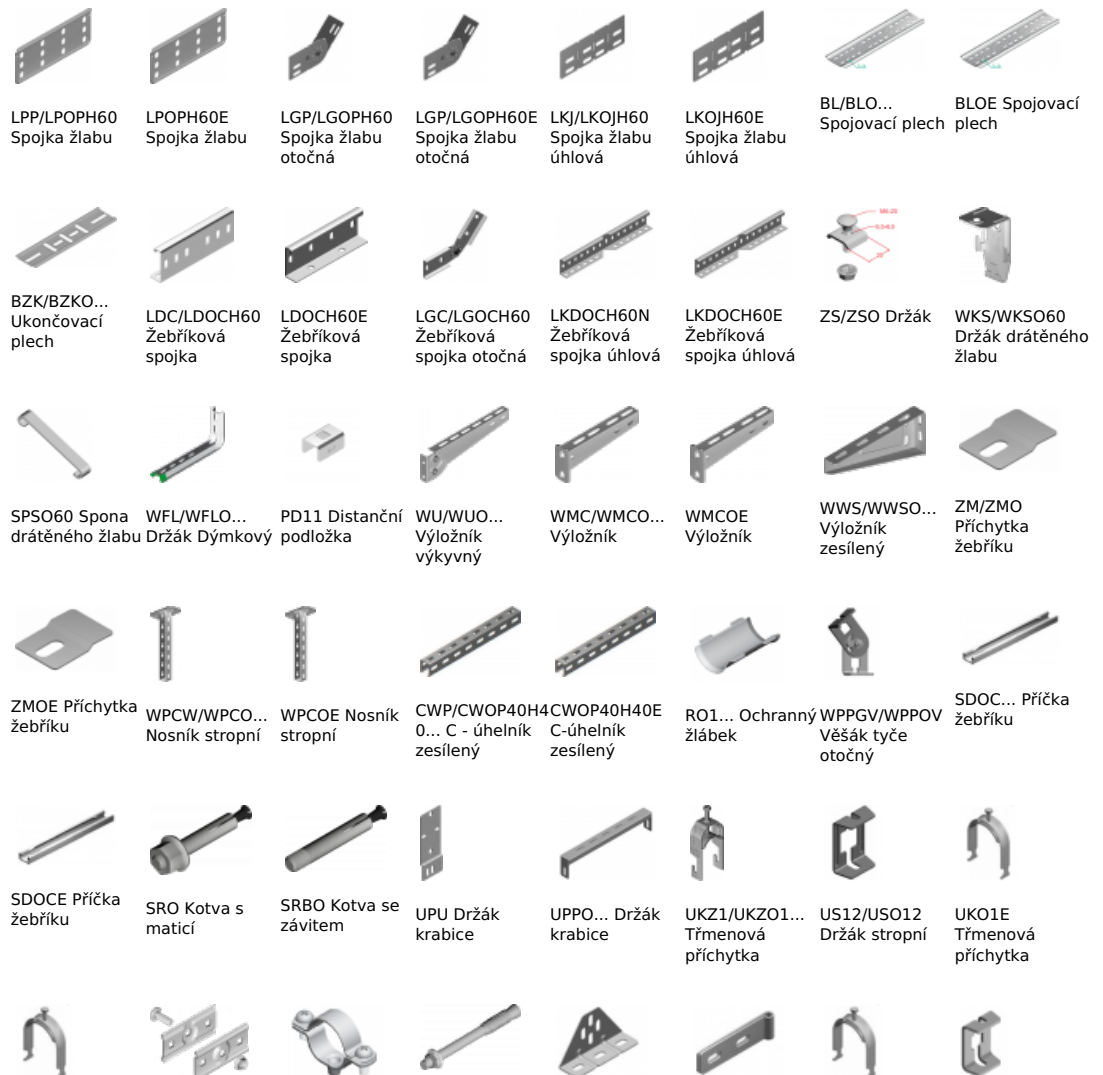 LPP/LPOPH60
Spojka žlabu
LPOPH60E
Spojka žlabu
LGP/LGOPH60
Spojka žlabu
otočná
LGP/LGOPH60E
Spojka žlabu
otočná
LKJ/LKOJH60
Spojka žlabu
úhlová
LKOJH60E
Spojka žlabu
úhlová
BL/BLO...
Spojovací plech
BLOE Spojovací
plech
BZK/BZKO...
Ukončovací
plech
LDC/LDOCH60
Žebříková
spojka
LDOCH60E
Žebříková
spojka
LGC/LGOCH60
Žebříková
spojka otočná
LKDOCH60N
Žebříková
spojka úhlová
LKDOCH60E
Žebříková
spojka úhlová
ZS/ZSO Držák
WKS/WKSO60
Držák drátěného
žlabu
SPSO60 Spona
drátěného žlabu
WFL/WFLO...
Držák Dýmkový
PD11 Distanční
podložka
WU/WUO...
Výložník
výkyvný
WMC/WMCO...
Výložník
WMCOE
Výložník
WWS/WWSO...
Výložník
zesílený
ZM/ZMO
Příchytka
žebříku
ZMOE Příchytka
žebříku
WPCW/WPCO...
Nosník stropní
WPCOE Nosník
stropní
CWP/CWOP40H4
0... C - úhelník
zesílený
CWOP40H40E
C-úhelník
zesílený
RO1... Ochranný
žlábek
WPPGV/WPPOV
Věšák tyče
otočný
SDOC... Příčka
žebříku
SDOCE Příčka
žebříku
SRO Kotva s
maticí
SRBO Kotva se
závitem
UPU Držák
krabice
UPPO... Držák
krabice
UKZ1/UKZO1...
Třmenová
příchytka
US12/USO12
Držák stropní
UKO1E
Třmenová
příchytka